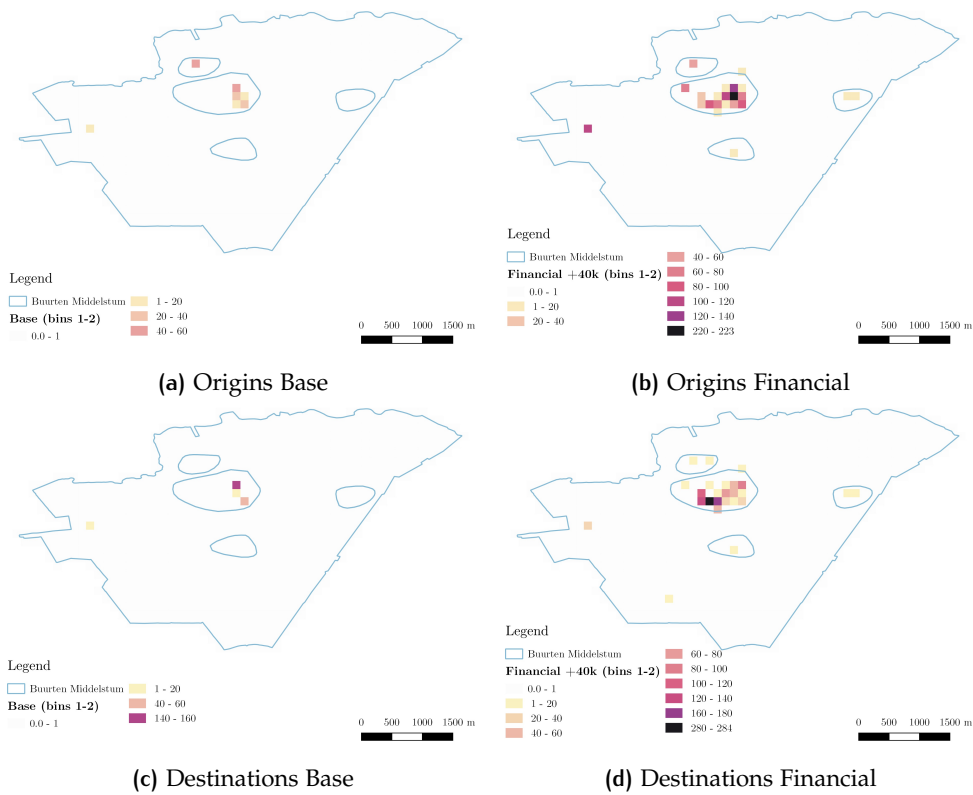 Legend
Buurten Middelstum
Base (bins 1-2)
0.0 - 1
1 - 20
20 - 40
40 - 60
0 500 1000 1500 m
(a) Origins Base
Legend
Buurten Middelstum
Financial +40k (bins 1-2)
0.0 - 1
1 - 20
20 - 40
40 - 60
60 - 80
80 - 100
100 - 120
120 - 140
220 - 223
0 500 1000 1500 m
(b) Origins Financial
Legend
Buurten Middelstum
Base (bins 1-2)
0.0 - 1
1 - 20
40 - 60
140 - 160
0 500 1000 1500 m
(c) Destinations Base
Legend
Buurten Middelstum
Financial +40k (bins 1-2)
0.0 - 1
1 - 20
20 - 40
40 - 60
60 - 80
80 - 100
100 - 120
120 - 140
160 - 180
280 - 284
0 500 1000 1500 m
(d) Destinations Financial